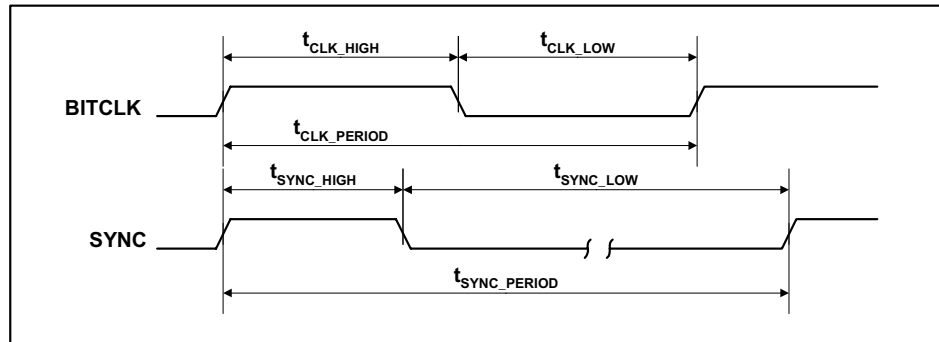 tCLK_HIGH tCLK_LOW
BITCLK
tCLK_PERIOD
tSYNC_HIGH tSYNC_LOW
SYNC
tSYNC_PERIOD